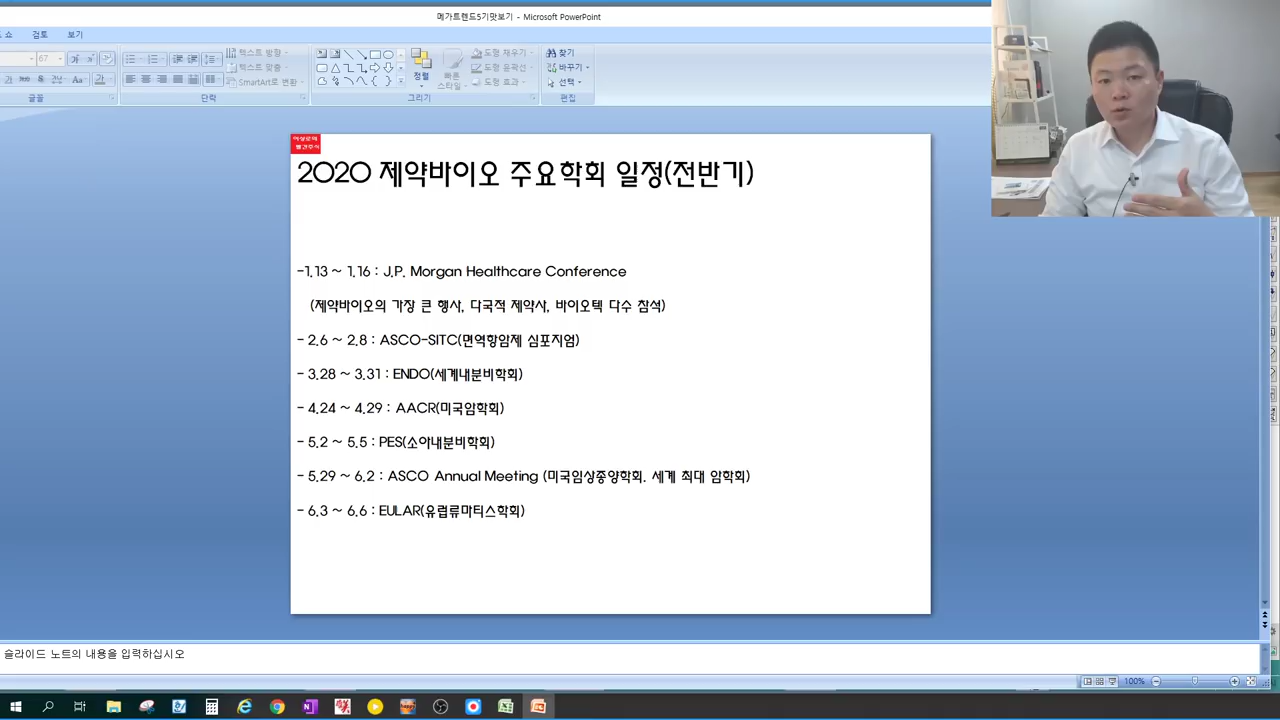 메가트렌드5기맛보기 - Microsoft PowerPoint
쇼 검토 보기
67
텍스트 방향
텍스트 맞춤
SmartArt로 변환
정렬
빠른
스타일
도형 채우기
도형 윤곽선
도형 효과
찾기
바꾸기
선택
글꼴 단락 그리기 편집
빨간주식
2020 제약바이오 주요학회 일정(전반기)
-1.13 ~ 1.16 : J.P. Morgan Healthcare Conference
(제약바이오의 가장 큰 행사, 다국적 제약사, 바이오텍 다수 참석)
- 2.6 ~ 2.8 : ASCO-SITC(면역항암제 심포지엄)
- 3.28 ~ 3.31 : ENDO(세계내분비학회)
- 4.24 ~ 4.29 : AACR(미국암학회)
- 5.2 ~ 5.5 : PES(소아내분비학회)
- 5.29 ~ 6.2 : ASCO Annual Meeting (미국임상종양학회. 세계 최대 암학회)
- 6.3 ~ 6.6 : EULAR(유럽류마티스학회)
슬라이드 노트의 내용을 입력하십시오
100%